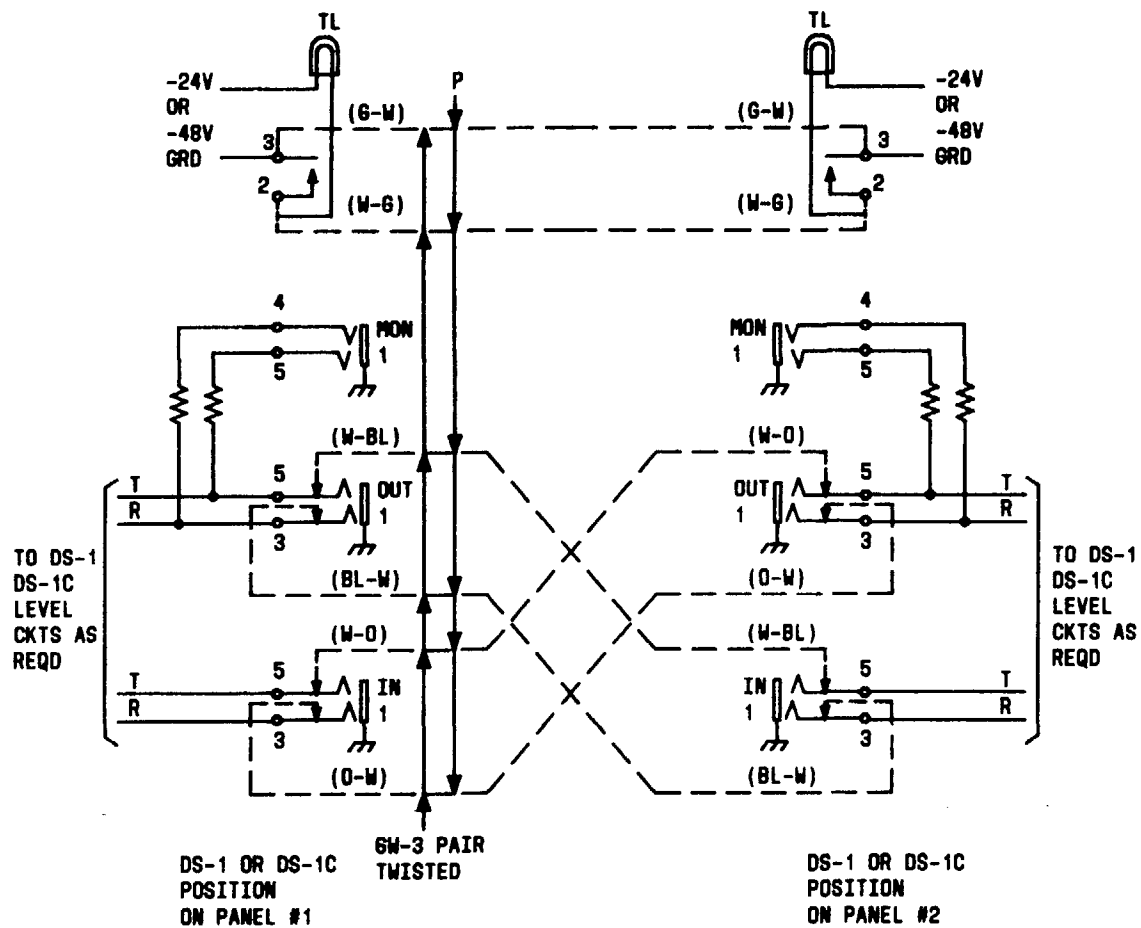 TL
TL
-24V
OR
-48V
GRD
P
-24V
OR
-48V
GRD
(G-W)
(G-W)
3
3
2
2
(W-G)
(W-G)
4
4
MON
1
MON
1
5
5
(W-BL)
(W-O)
T
5
OUT
1
OUT
1
5
T
R
R
3
3
TO DS-1
DS-1C
LEVEL
CKTS AS
REQD
TO DS-1
DS-1C
LEVEL
CKTS AS
REQD
(BL-W)
(O-W)
(W-O)
(W-BL)
T
5
IN
1
IN
1
5
T
R
R
3
3
(O-W)
(BL-W)
6W-3 PAIR
TWISTED
DS-1 OR DS-1C
POSITION
ON PANEL #1
DS-1 OR DS-1C
POSITION
ON PANEL #2